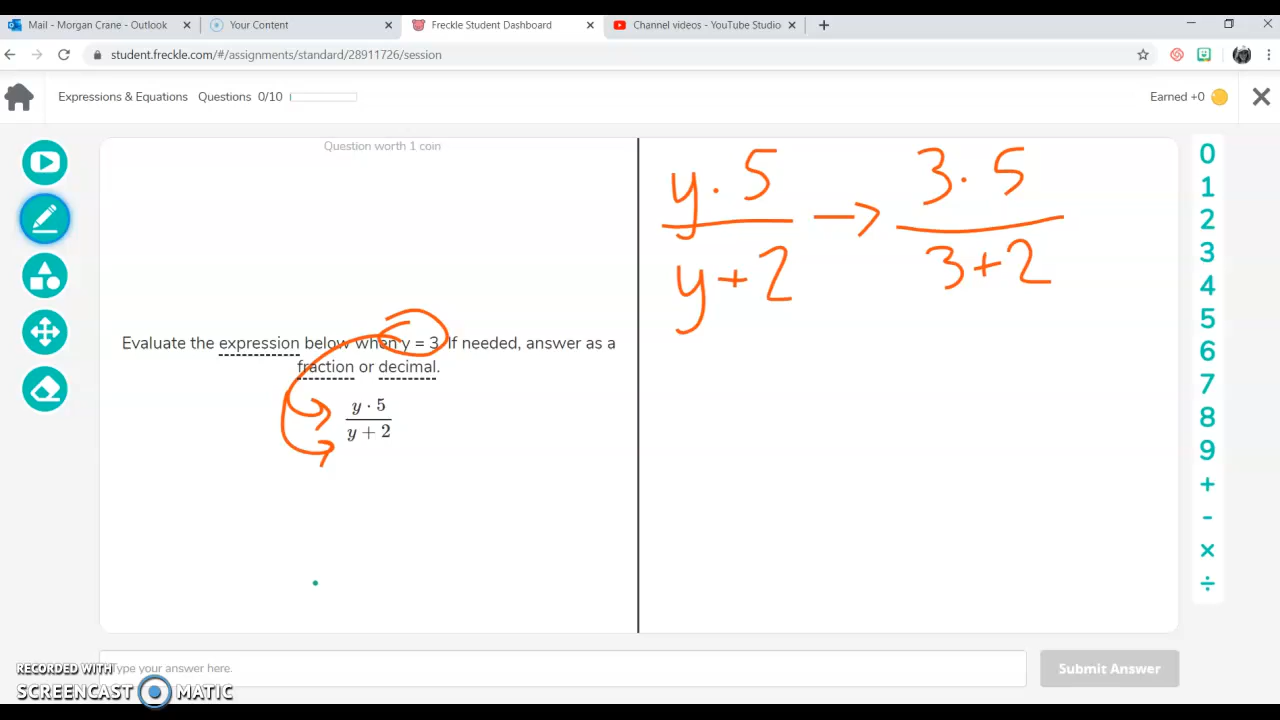 Mail - Morgan Crane - Outlook
Your Content
Freckle Student Dashboard
Channel videos - YouTube Studio
student.freckle.com/#/assignments/standard/28911726/session
Expressions & Equations Questions 0/10
Earned +0
Question worth 1 coin
Evaluate the expression below when y = 3. If needed, answer as a
fraction or decimal.
y · 5
y + 2
y · 5 → 3 · 5
y + 2 3 + 2
0
1
2
3
4
5
6
7
8
9
+
-
×
÷
Type your answer here.
Submit Answer
RECORDED WITH
SCREENCAST MATIC